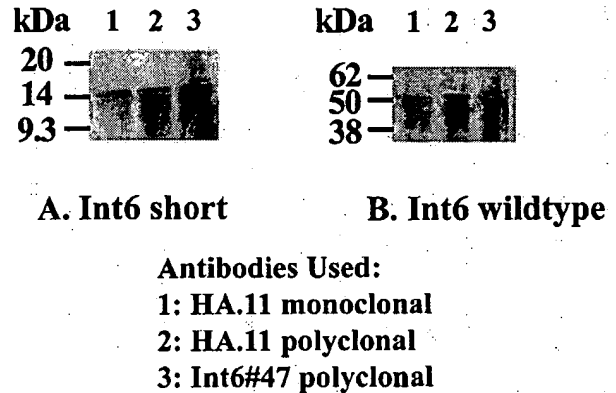 kDa 1 2 3
20
14
9.3
A. Int6 short
kDa 1 2 3
62
50
38
B. Int6 wildtype
Antibodies Used:
1: HA.11 monoclonal
2: HA.11 polyclonal
3: Int6#47 polyclonal